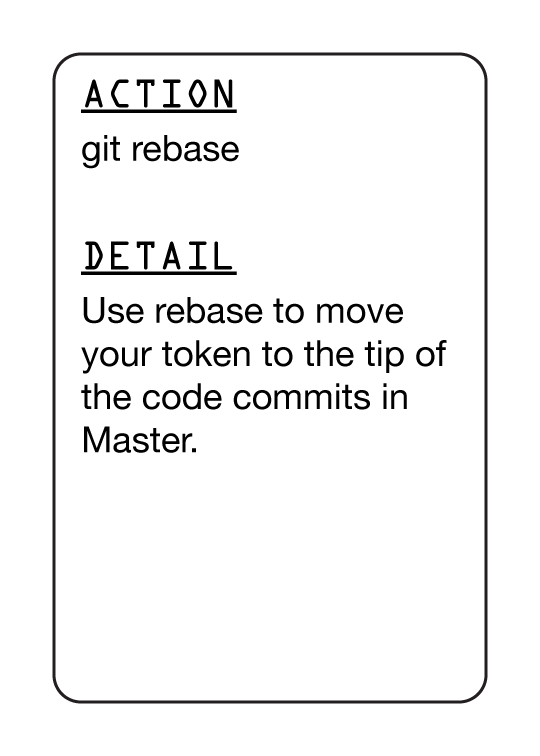 ACTION
git rebase
DETAIL
Use rebase to move
your token to the tip of
the code commits in
Master.